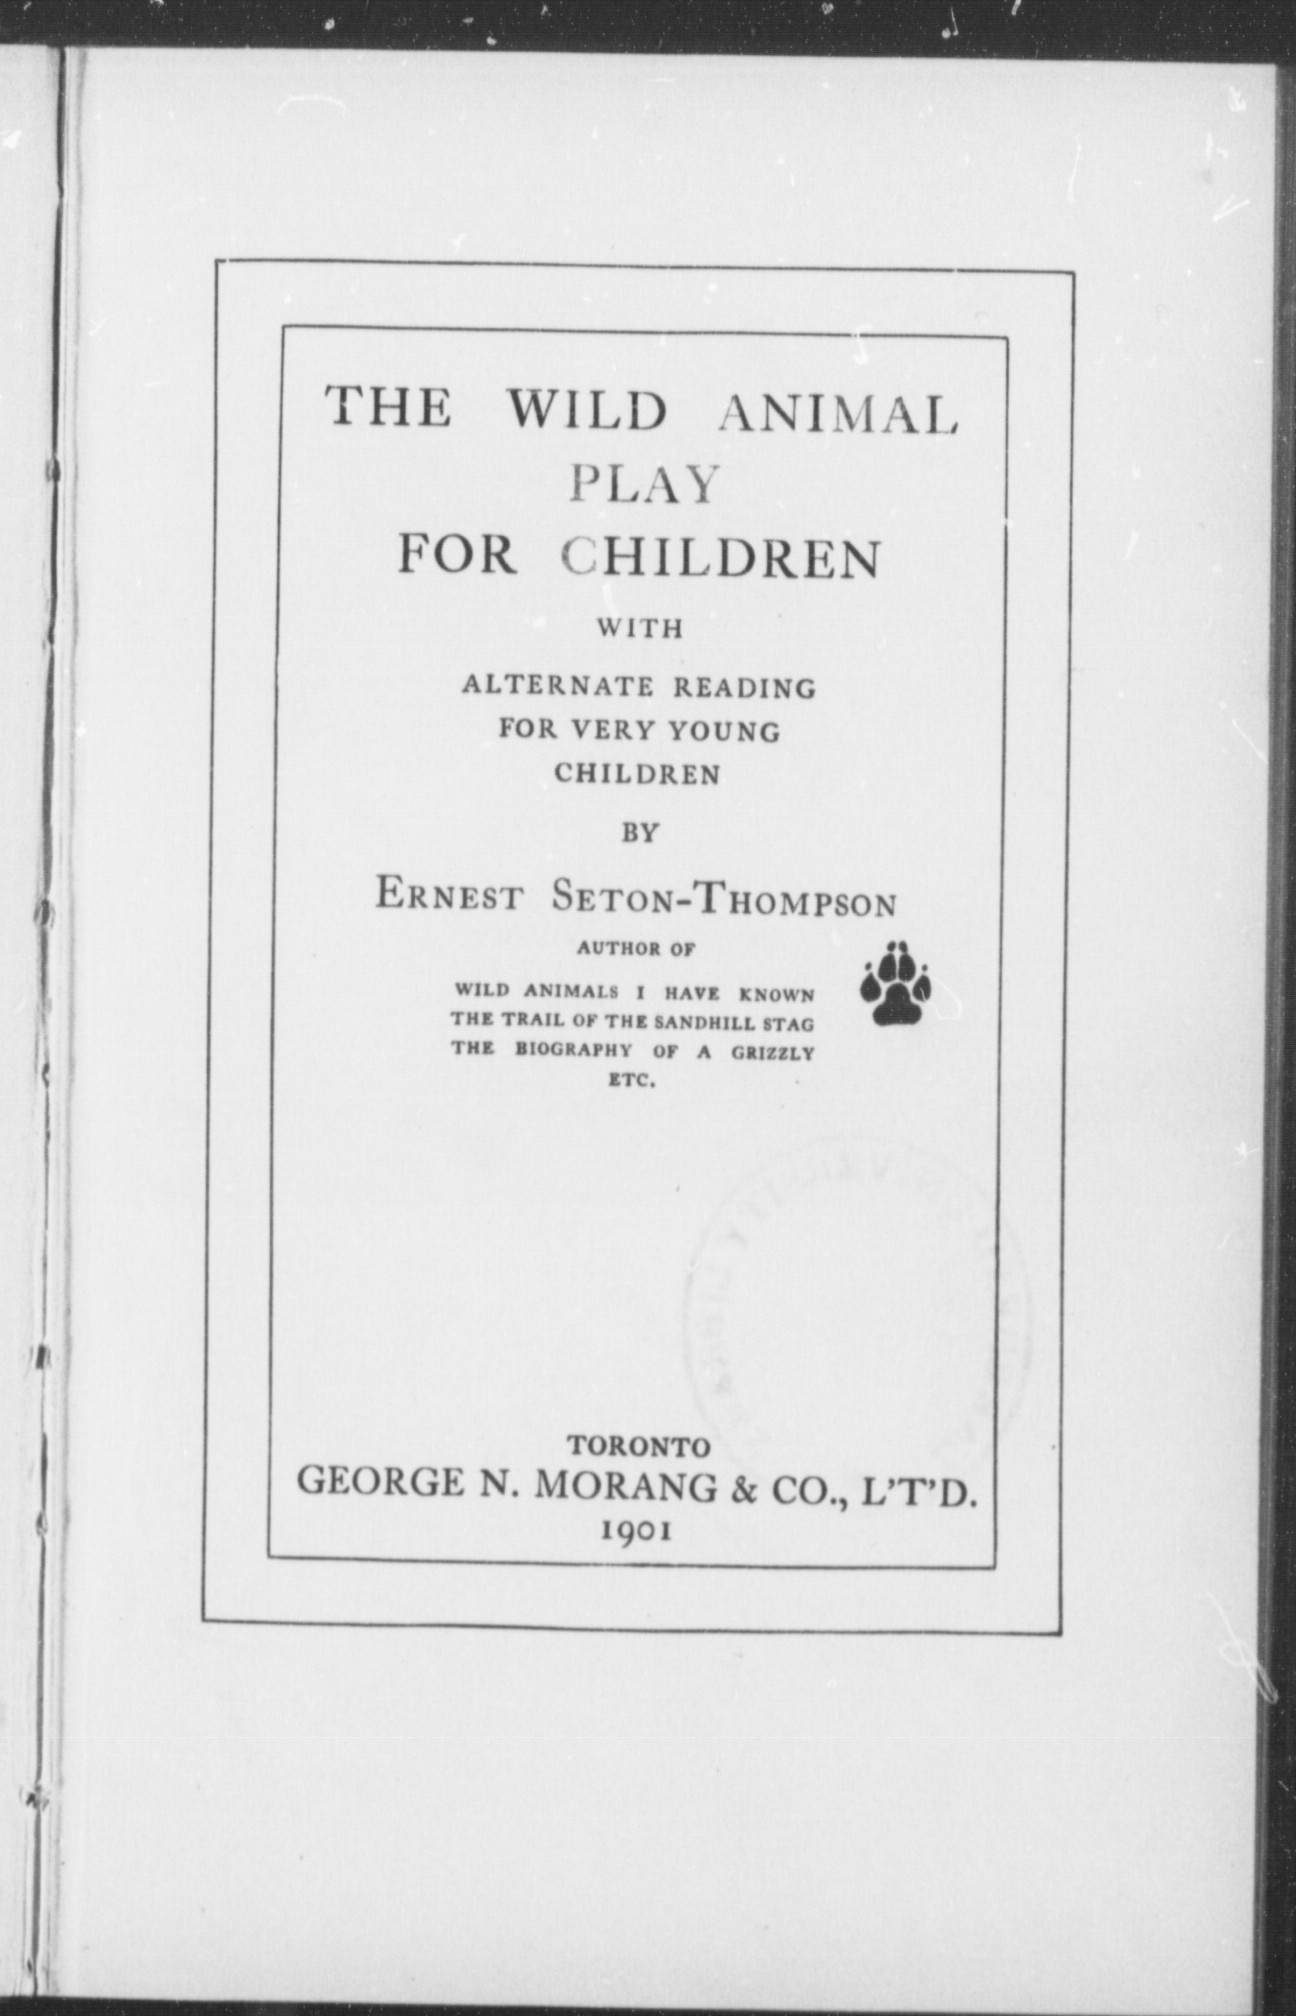 THE WILD ANIMAL
PLAY
FOR CHILDREN
WITH
ALTERNATE READING
FOR VERY YOUNG
CHILDREN
BY
ERNEST SETON-THOMPSON
AUTHOR OF
WILD ANIMALS I HAVE KNOWN
THE TRAIL OF THE SANDHILL STAG
THE BIOGRAPHY OF A GRIZZLY
ETC.
TORONTO
GEORGE N. MORANG & CO., L'T'D.
1901